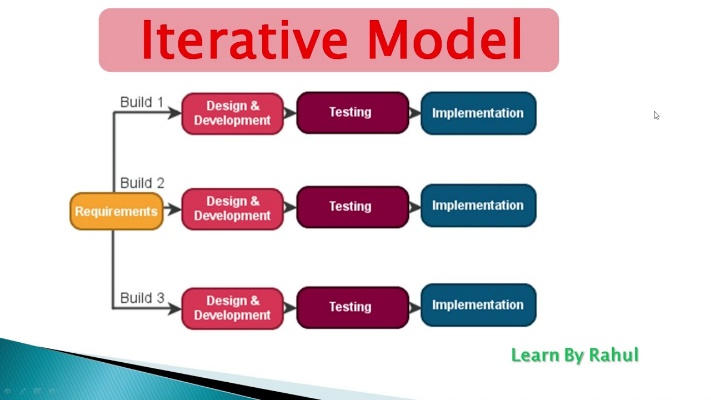 Iterative Model
Build 1
Design &
Development
Testing
Implementation
Build 2
Requirements
Design &
Development
Testing
Implementation
Build 3
Design &
Development
Testing
Implementation
Learn By Rahul